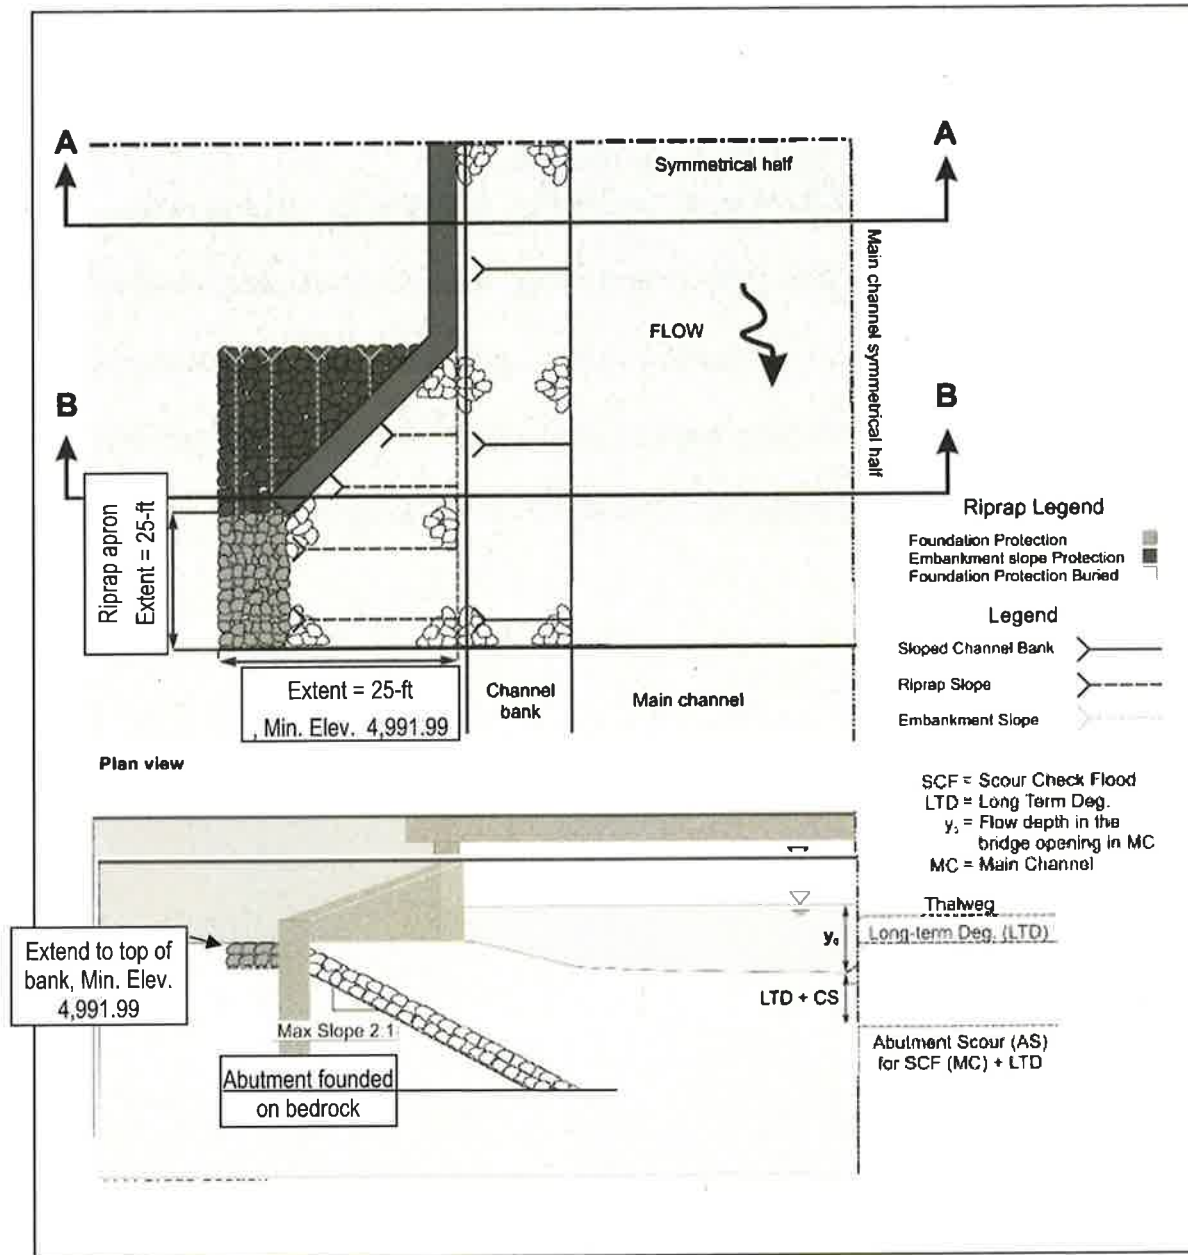 A
A
Symmetrical half
Main channel symmetrical half
FLOW
B
B
Riprap apron
Extent = 25-ft
Riprap Legend
Foundation Protection
Embankment slope Protection
Foundation Protection Buried
Legend
Sloped Channel Bank
Riprap Slope
Embankment Slope
Extent = 25-ft
, Min. Elev. 4,991.99
Channel
bank
Main channel
Plan view
SCF = Scour Check Flood
LTD = Long Term Deg.
= Flow depth in the
bridge opening in MC
MC = Main Channel
Thalweg
Long-term Deg. (LTD)
Extend to top of
bank, Min. Elev.
4,991.99
LTD + CS
Max Slope 2:1
Abutment Scour (AS)
for SCF (MC) + LTD
Abutment founded
on bedrock